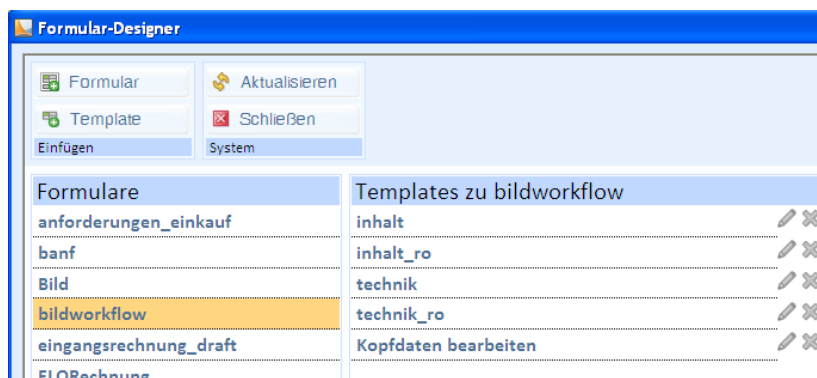 Formular-Designer
Formular
Aktualisieren
Template
Schließen
Einfügen
System
Formulare
Templates zu bildworkflow
anforderungen_einkauf
inhalt
banf
inhalt_ro
Bild
technik
bildworkflow
technik_ro
eingangsrechnung_draft
Kopfdaten bearbeiten
ELORechnung